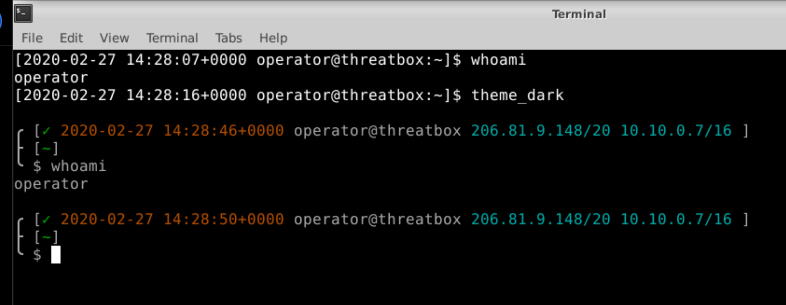 Terminal
File Edit View Terminal Tabs Help
[2020-02-27 14:28:07+0000 operator@threatbox:~]$ whoami
operator
[2020-02-27 14:28:16+0000 operator@threatbox:~]$ theme_dark
[✓ 2020-02-27 14:28:46+0000 operator@threatbox 206.81.9.148/20 10.10.0.7/16 ]
[~]
$ whoami
operator
[✓ 2020-02-27 14:28:50+0000 operator@threatbox 206.81.9.148/20 10.10.0.7/16 ]
[~]
$